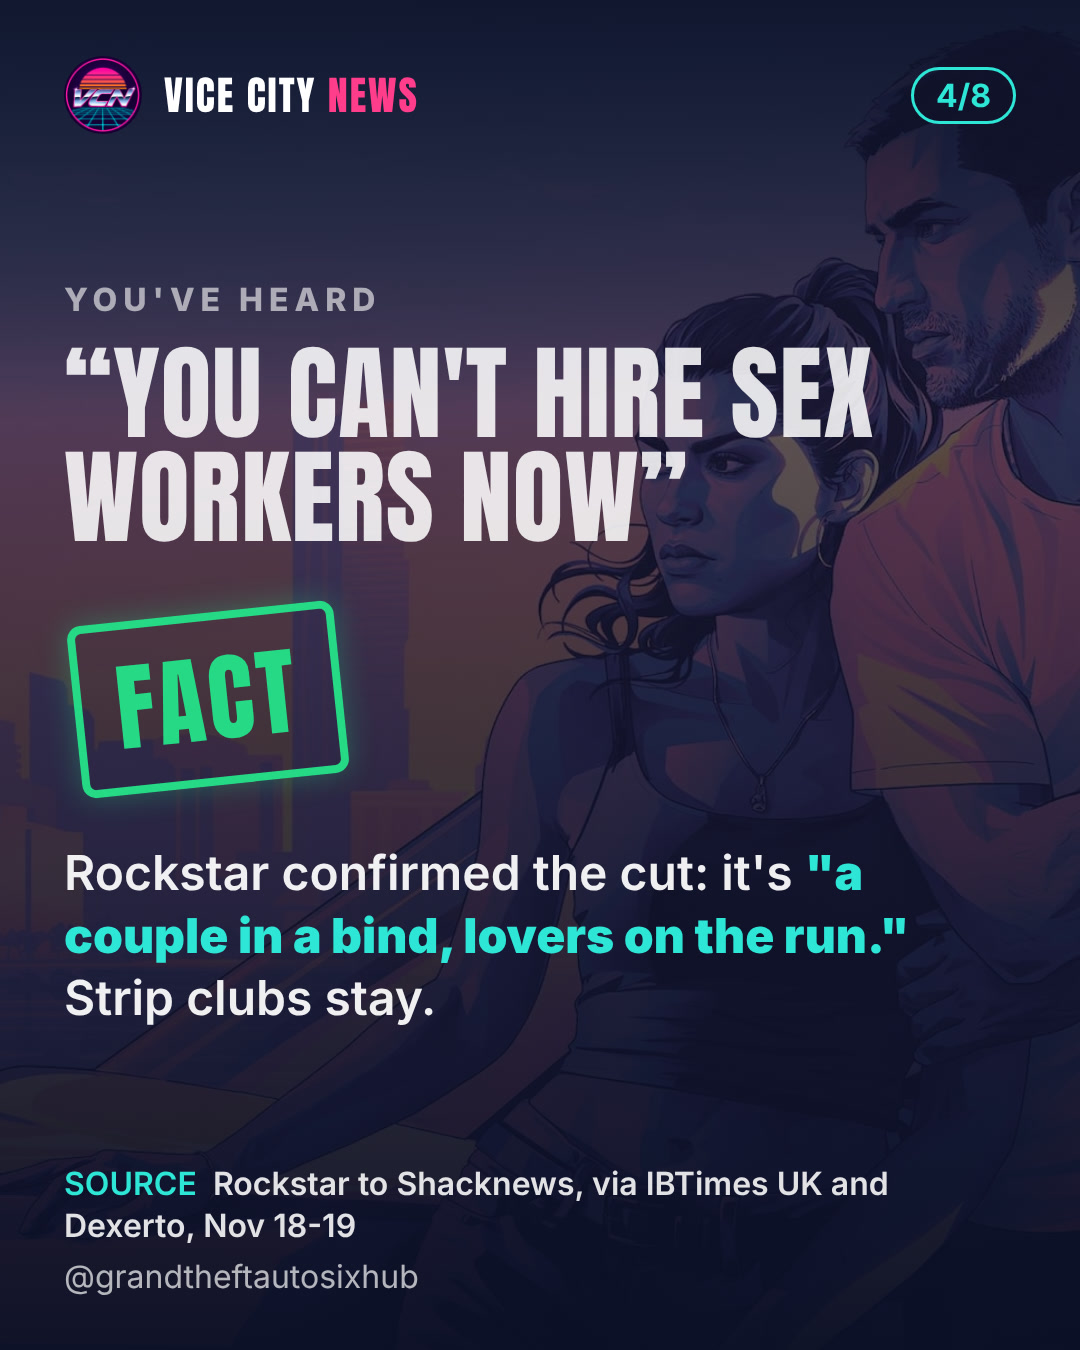 VCN
VICE CITY NEWS
4/8
YOU'VE HEARD
“YOU CAN'T HIRE SEX
WORKERS NOW”
FACT
Rockstar confirmed the cut: it's "a
couple in a bind, lovers on the run."
Strip clubs stay.
SOURCE Rockstar to Shacknews, via IBTimes UK and
Dexerto, Nov 18-19
@grandtheftautosixhub